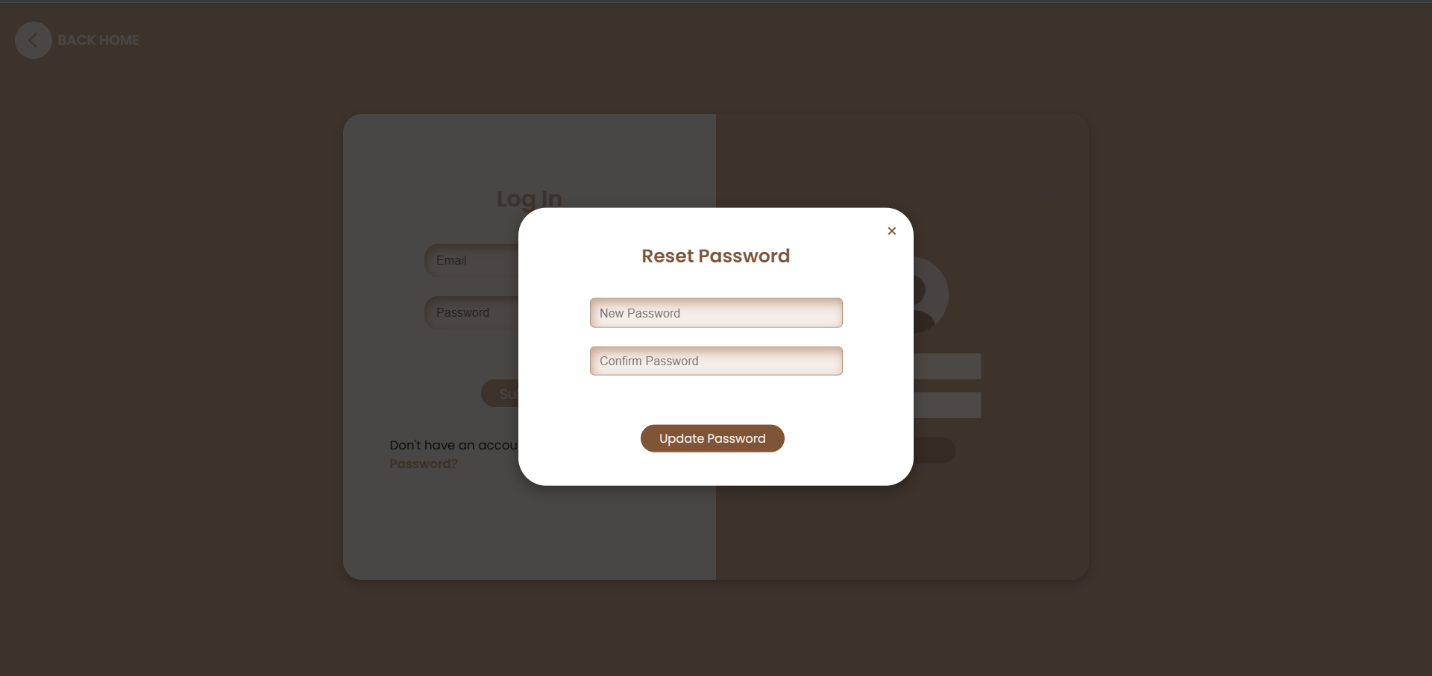 BACK HOME
Log In
Email
Password
Don't have an accou
Password?
×
Reset Password
New Password
Confirm Password
Update Password